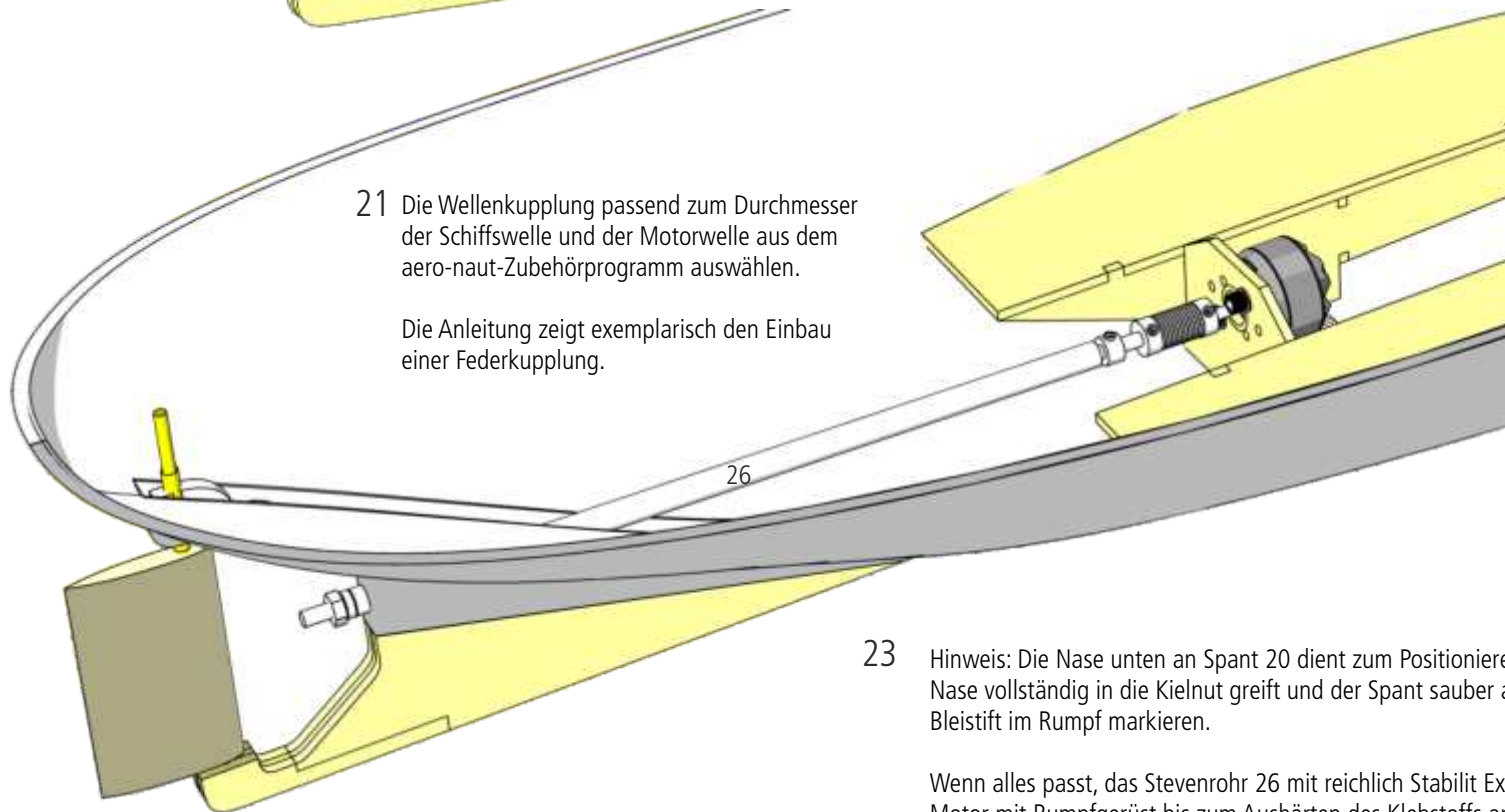 21 Die Wellenkupplung passend zum Durchmesser
der Schiffswelle und der Motorwelle aus dem
aero-naut-Zubehörprogramm auswählen.
Die Anleitung zeigt exemplarisch den Einbau
einer Federkupplung.
26
23 Hinweis: Die Nase unten an Spant 20 dient zum
Nase vollständig in die Kielnut greift und der Spant sauber
Bleistift im Rumpf markieren.
Wenn alles passt, das Stevenrohr 26 mit reichlich Stabilit